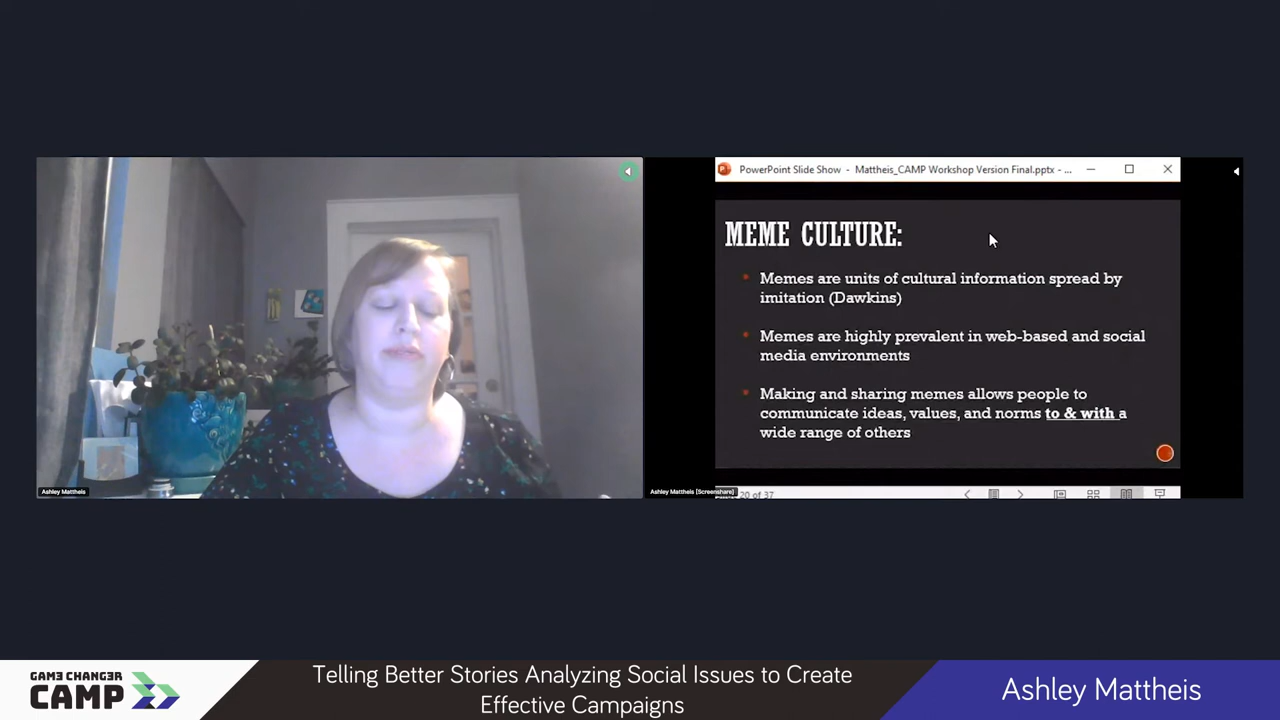 PowerPoint Slide Show - Mattheis_CAMP Workshop Version Final.pptx - ...
MEME CULTURE:
Memes are units of cultural information spread by
imitation (Dawkins)
Memes are highly prevalent in web-based and social
media environments
Making and sharing memes allows people to
communicate ideas, values, and norms to & with a
wide range of others
Ashley Mattheis
Ashley Mattheis (Screenshare)
20 of 37
GAME CHANGER
CAMP
Telling Better Stories Analyzing Social Issues to Create
Effective Campaigns
Ashley Mattheis